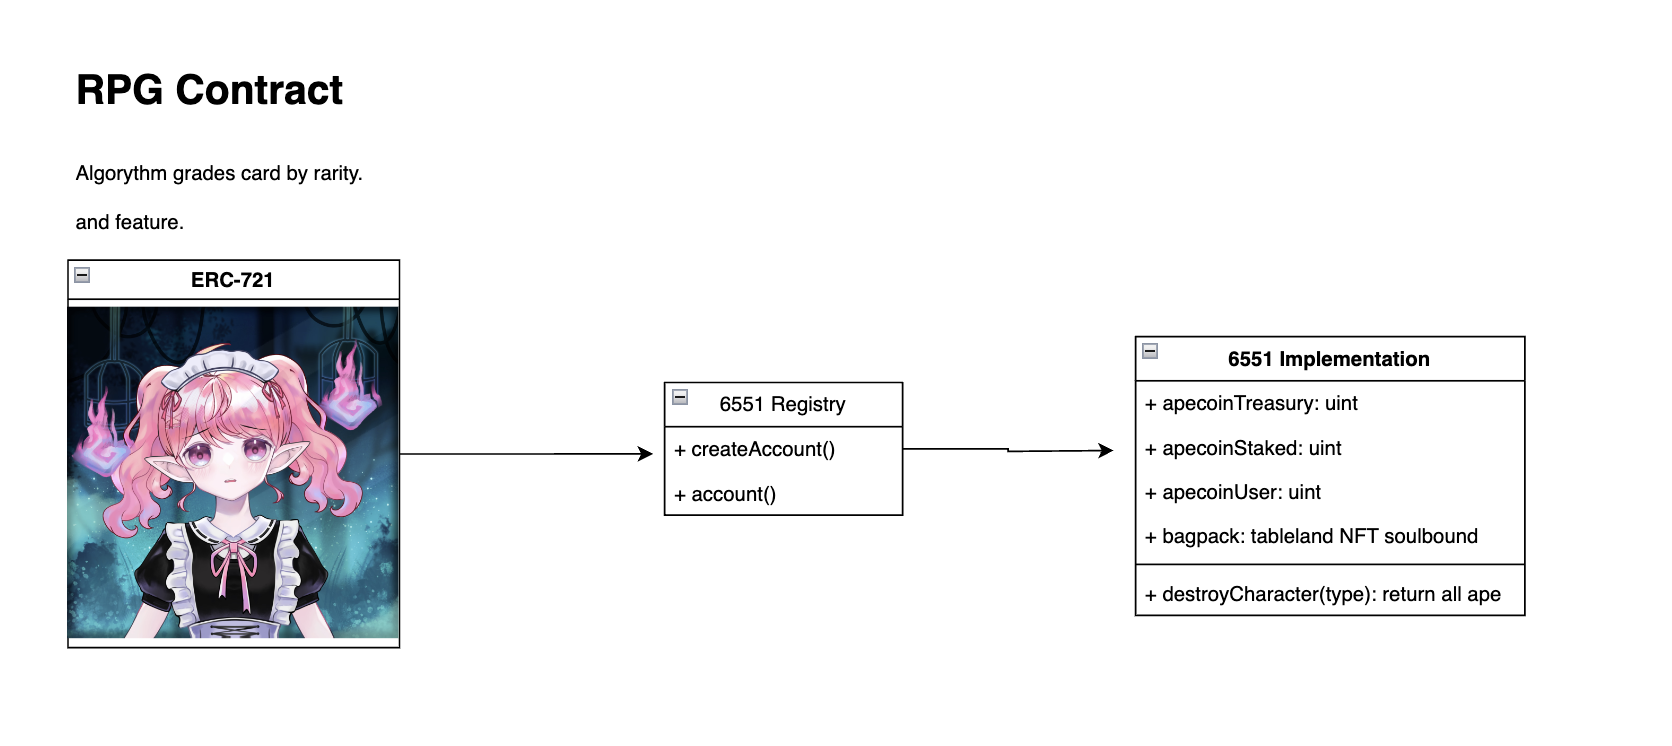 RPG Contract
Algorythm grades card by rarity.
and feature.
ERC-721
6551 Registry
+ createAccount()
+ account()
6551 Implementation
+ apecoinTreasury: uint
+ apecoinStaked: uint
+ apecoinUser: uint
+ bagpack: tableland NFT soulbound
+ destroyCharacter(type): return all ape